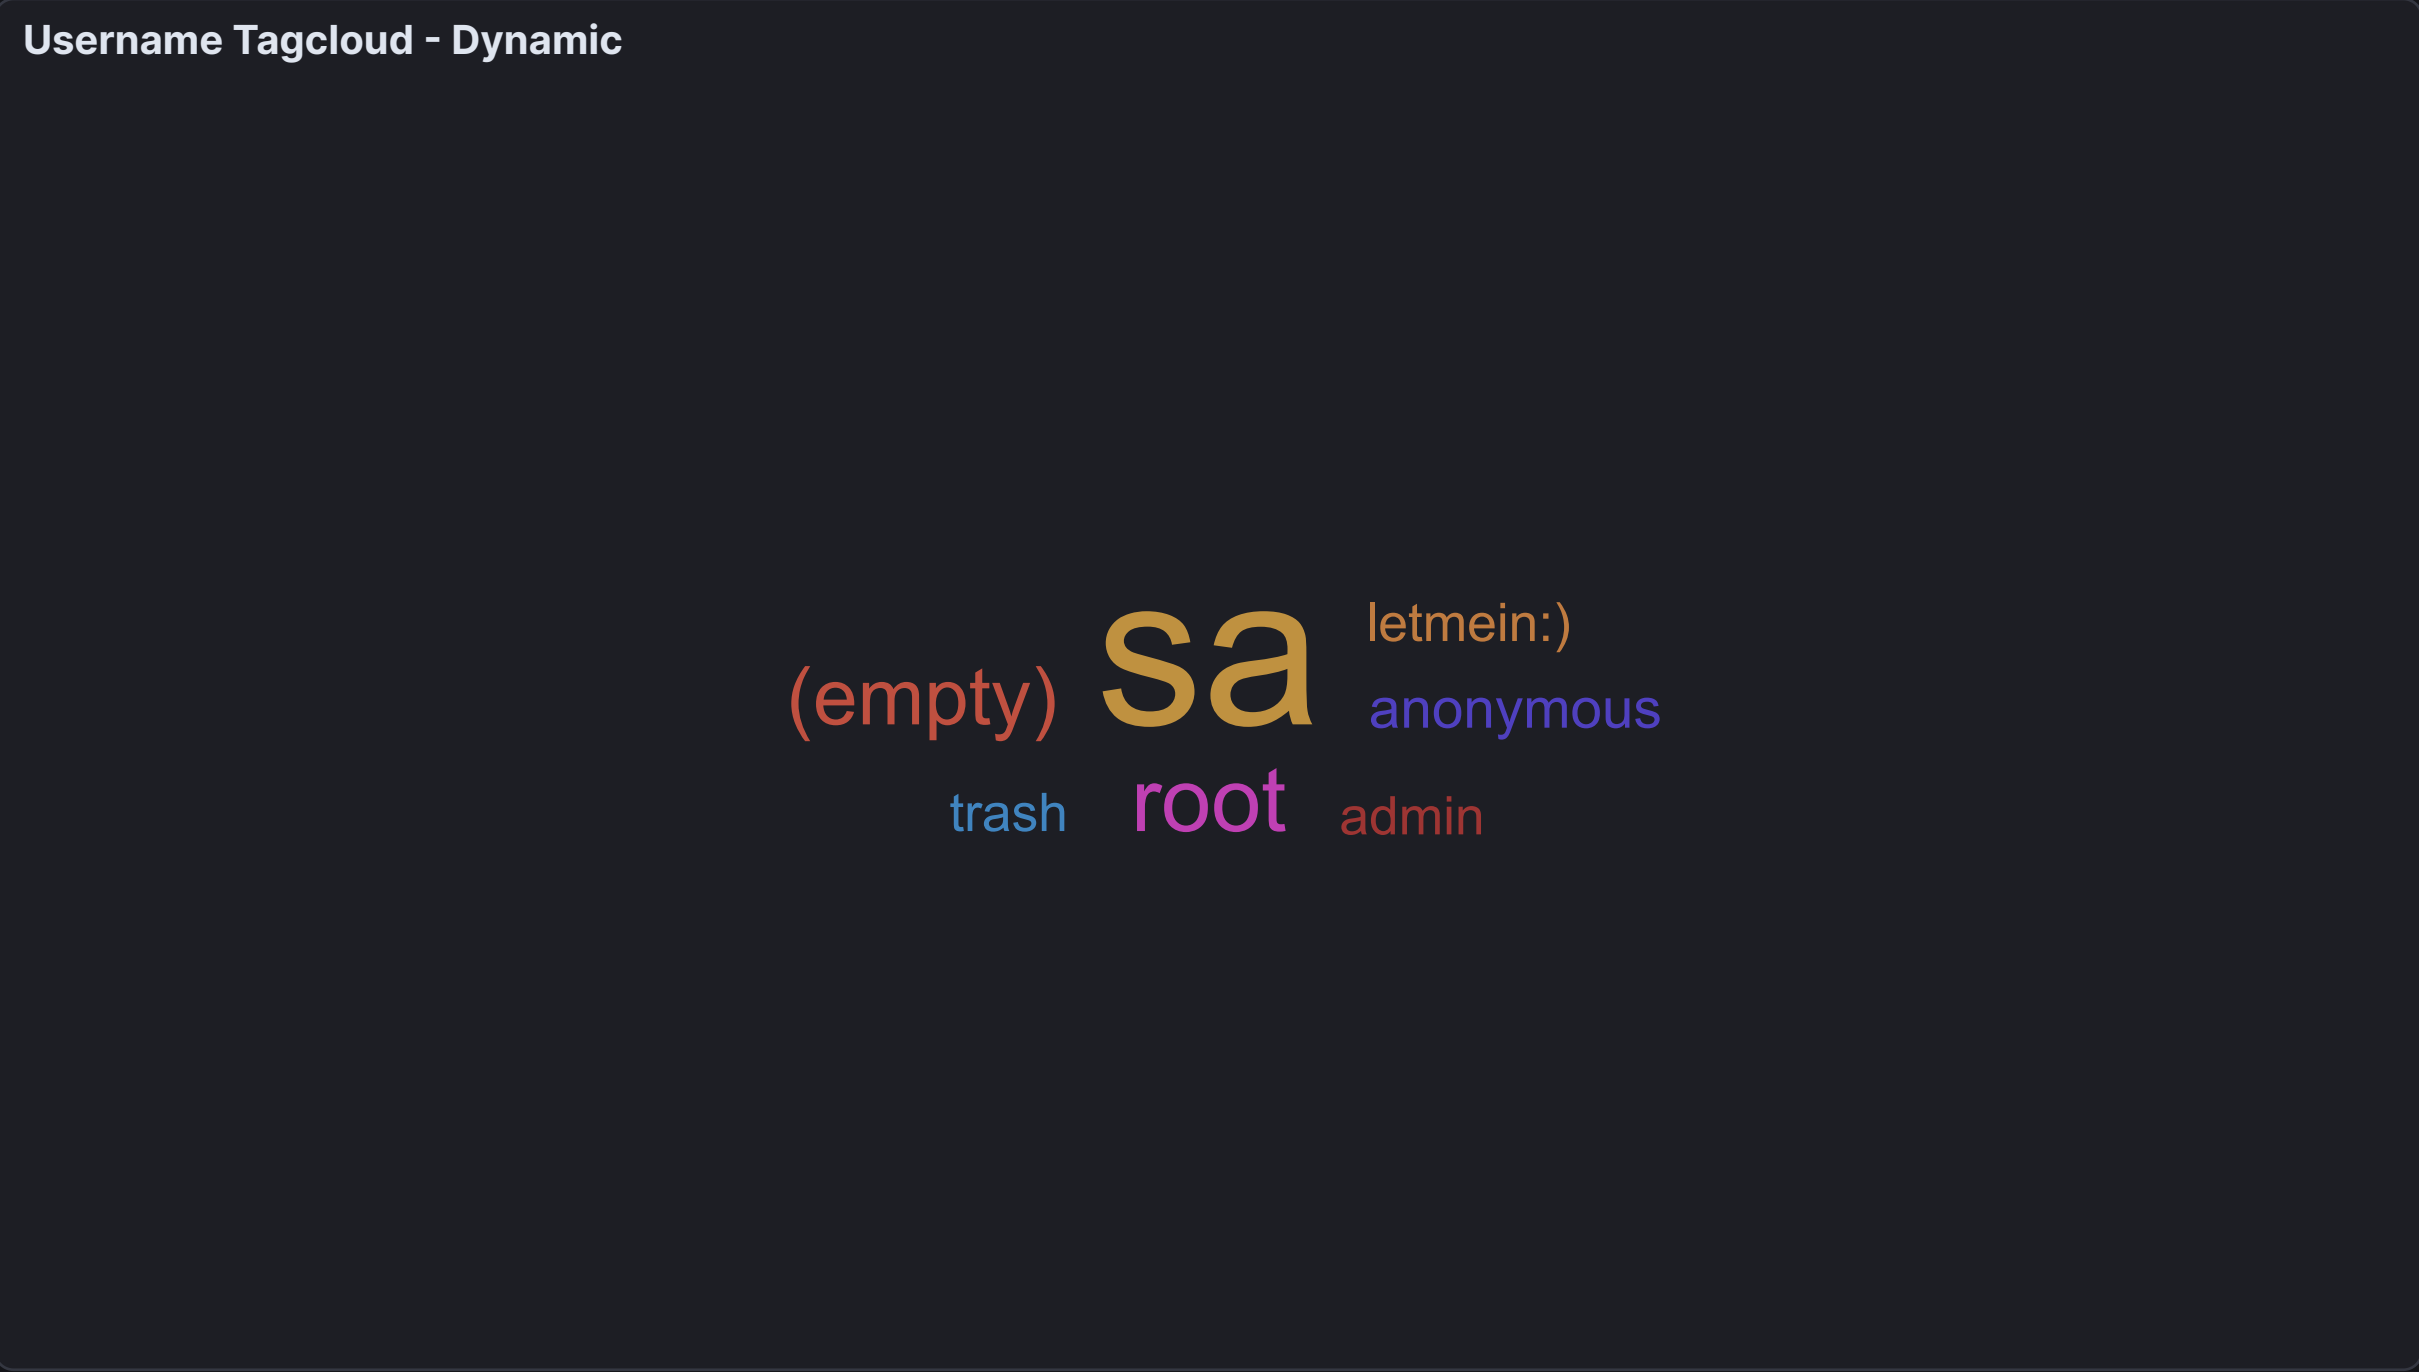 Username Tagcloud - Dynamic
letmein:)
sa
(empty)
anonymous
trash
root
admin